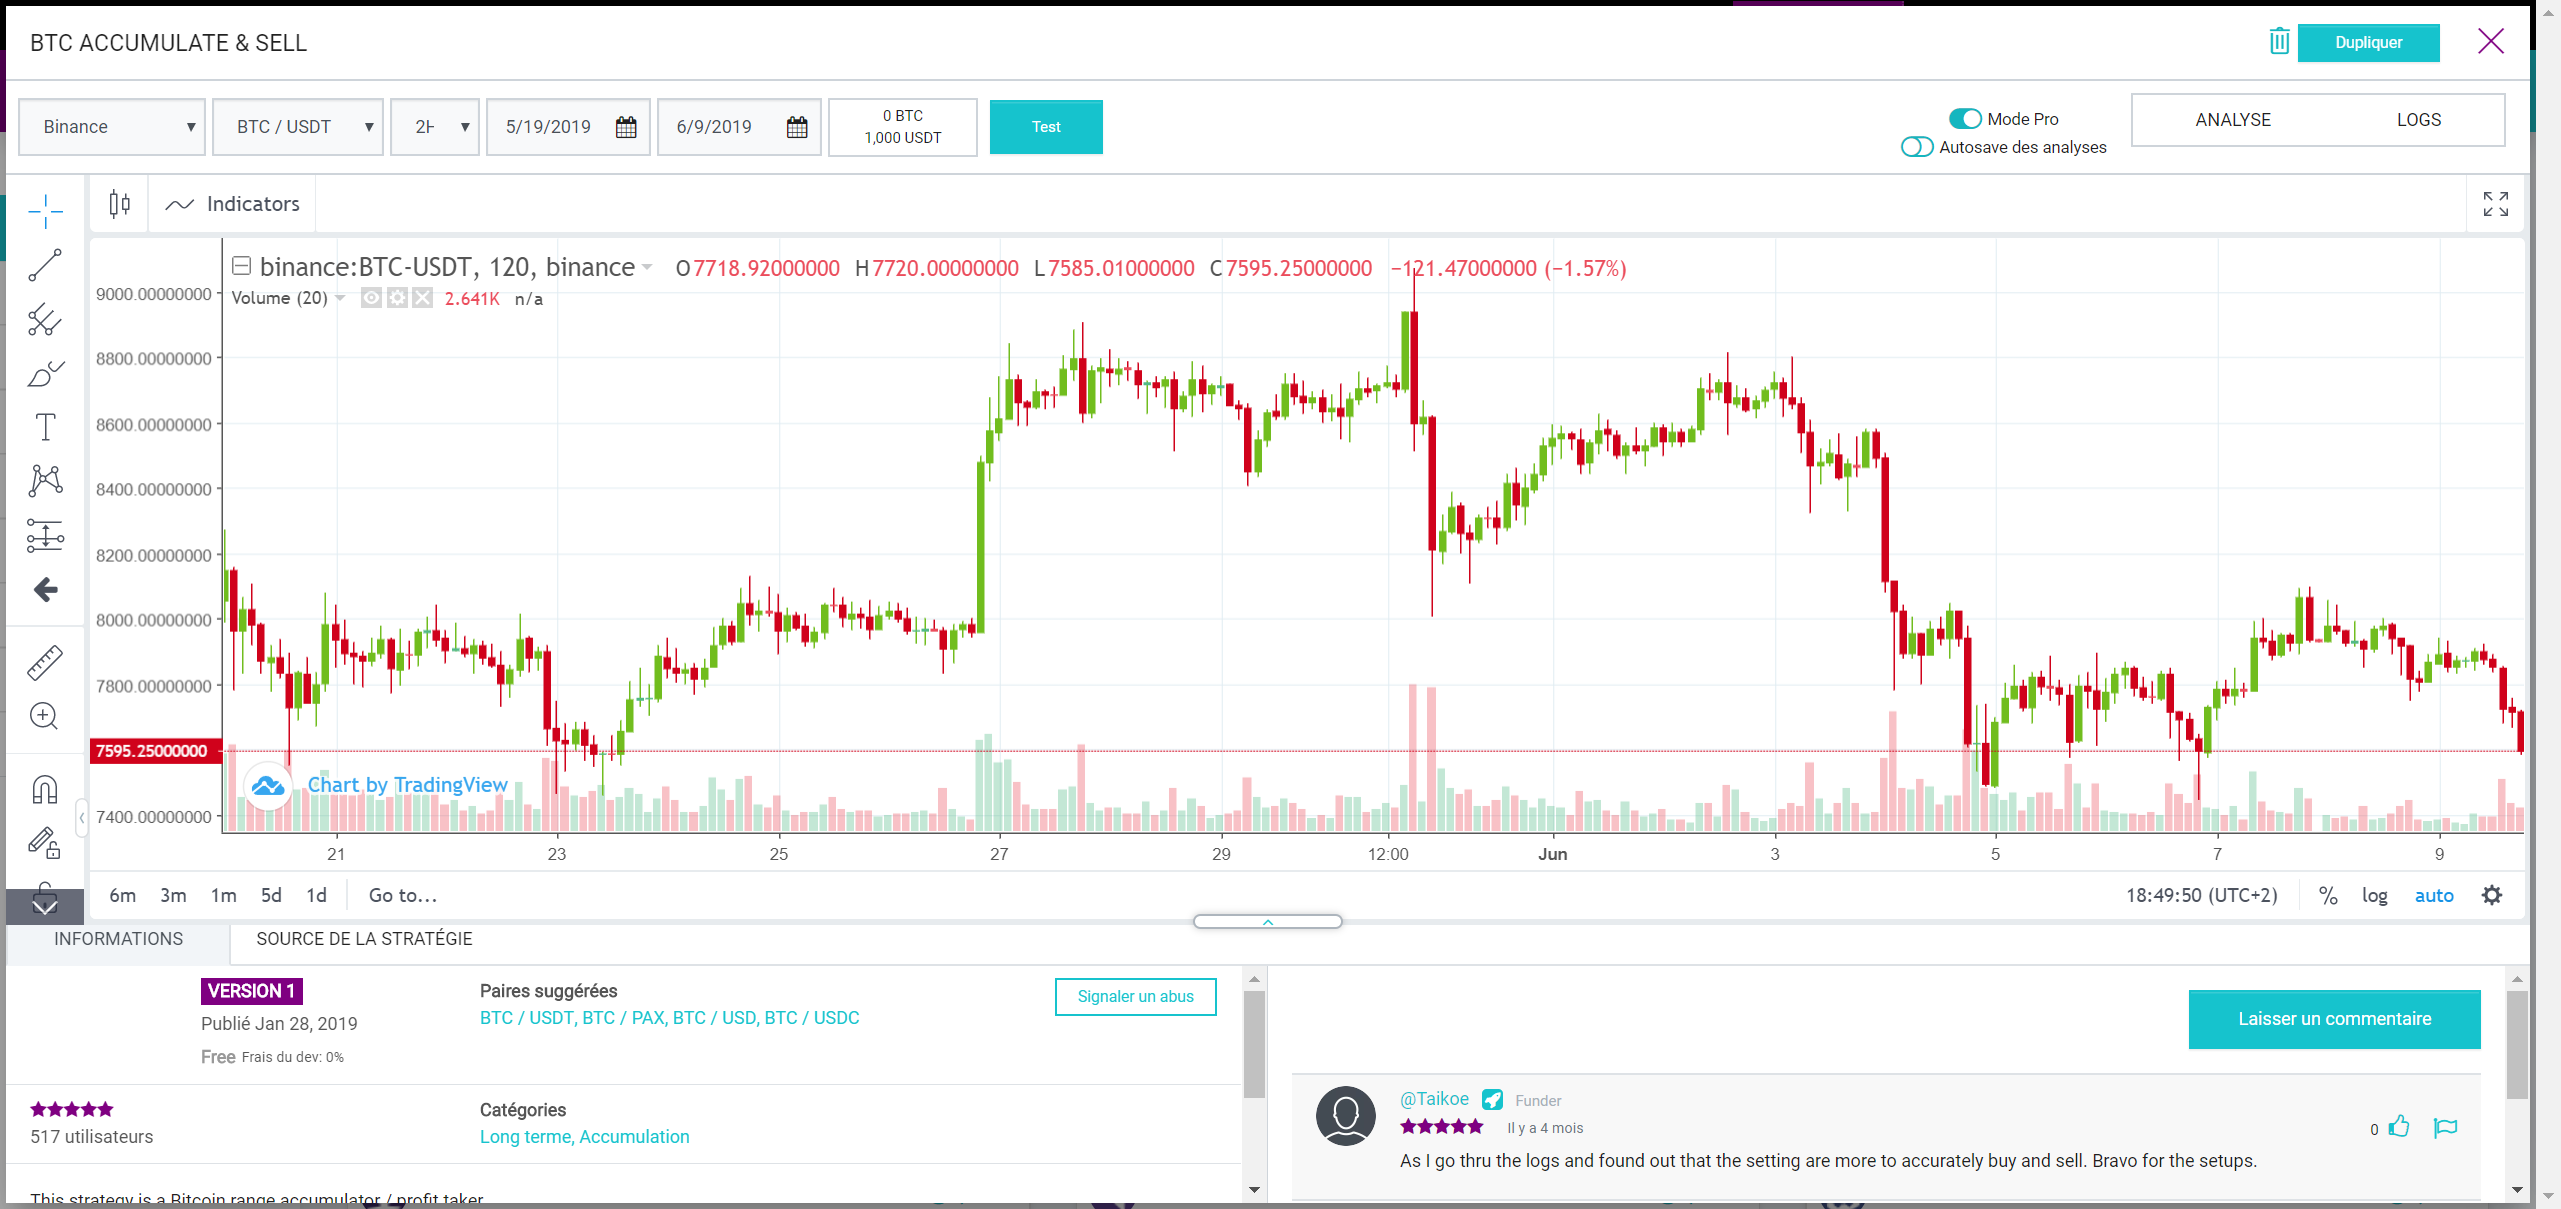 BTC ACCUMULATE & SELL
Dupliquer
Binance
BTC / USDT
5/19/2019
6/9/2019
0 BTC
1,000 USDT
Test
Mode Pro
Autosave des analyses
ANALYSE
LOGS
Indicators
binance:BTC-USDT, 120, binance O7718.92000000 H7720.00000000 L7585.01000000 C7595.25000000 −121.47000000 (−1.57%)
Volume (20) 2.641K n/a
9000.00000000
8800.00000000
8600.00000000
8400.00000000
8200.00000000
8000.00000000
7800.00000000
7595.25000000
7400.00000000
Chart by TradingView
21 23 25 27 29 12:00 Jun 3 5 7 9
6m 3m 1m 5d 1d Go to...
18:49:50 (UTC+2) % log auto
INFORMATIONS
SOURCE DE LA STRATÉGIE
VERSION 1
Publié Jan 28, 2019
Free Frais du dev: 0%
Paires suggérées
BTC / USDT, BTC / PAX, BTC / USD, BTC / USDC
Signaler un abus
517 utilisateurs
Catégories
Long terme, Accumulation
This strategy is a Bitcoin range accumulator / profit taker
Laisser un commentaire
@Taikoe Funder
Il y a 4 mois
0
As I go thru the logs and found out that the setting are more to accurately buy and sell. Bravo for the setups.